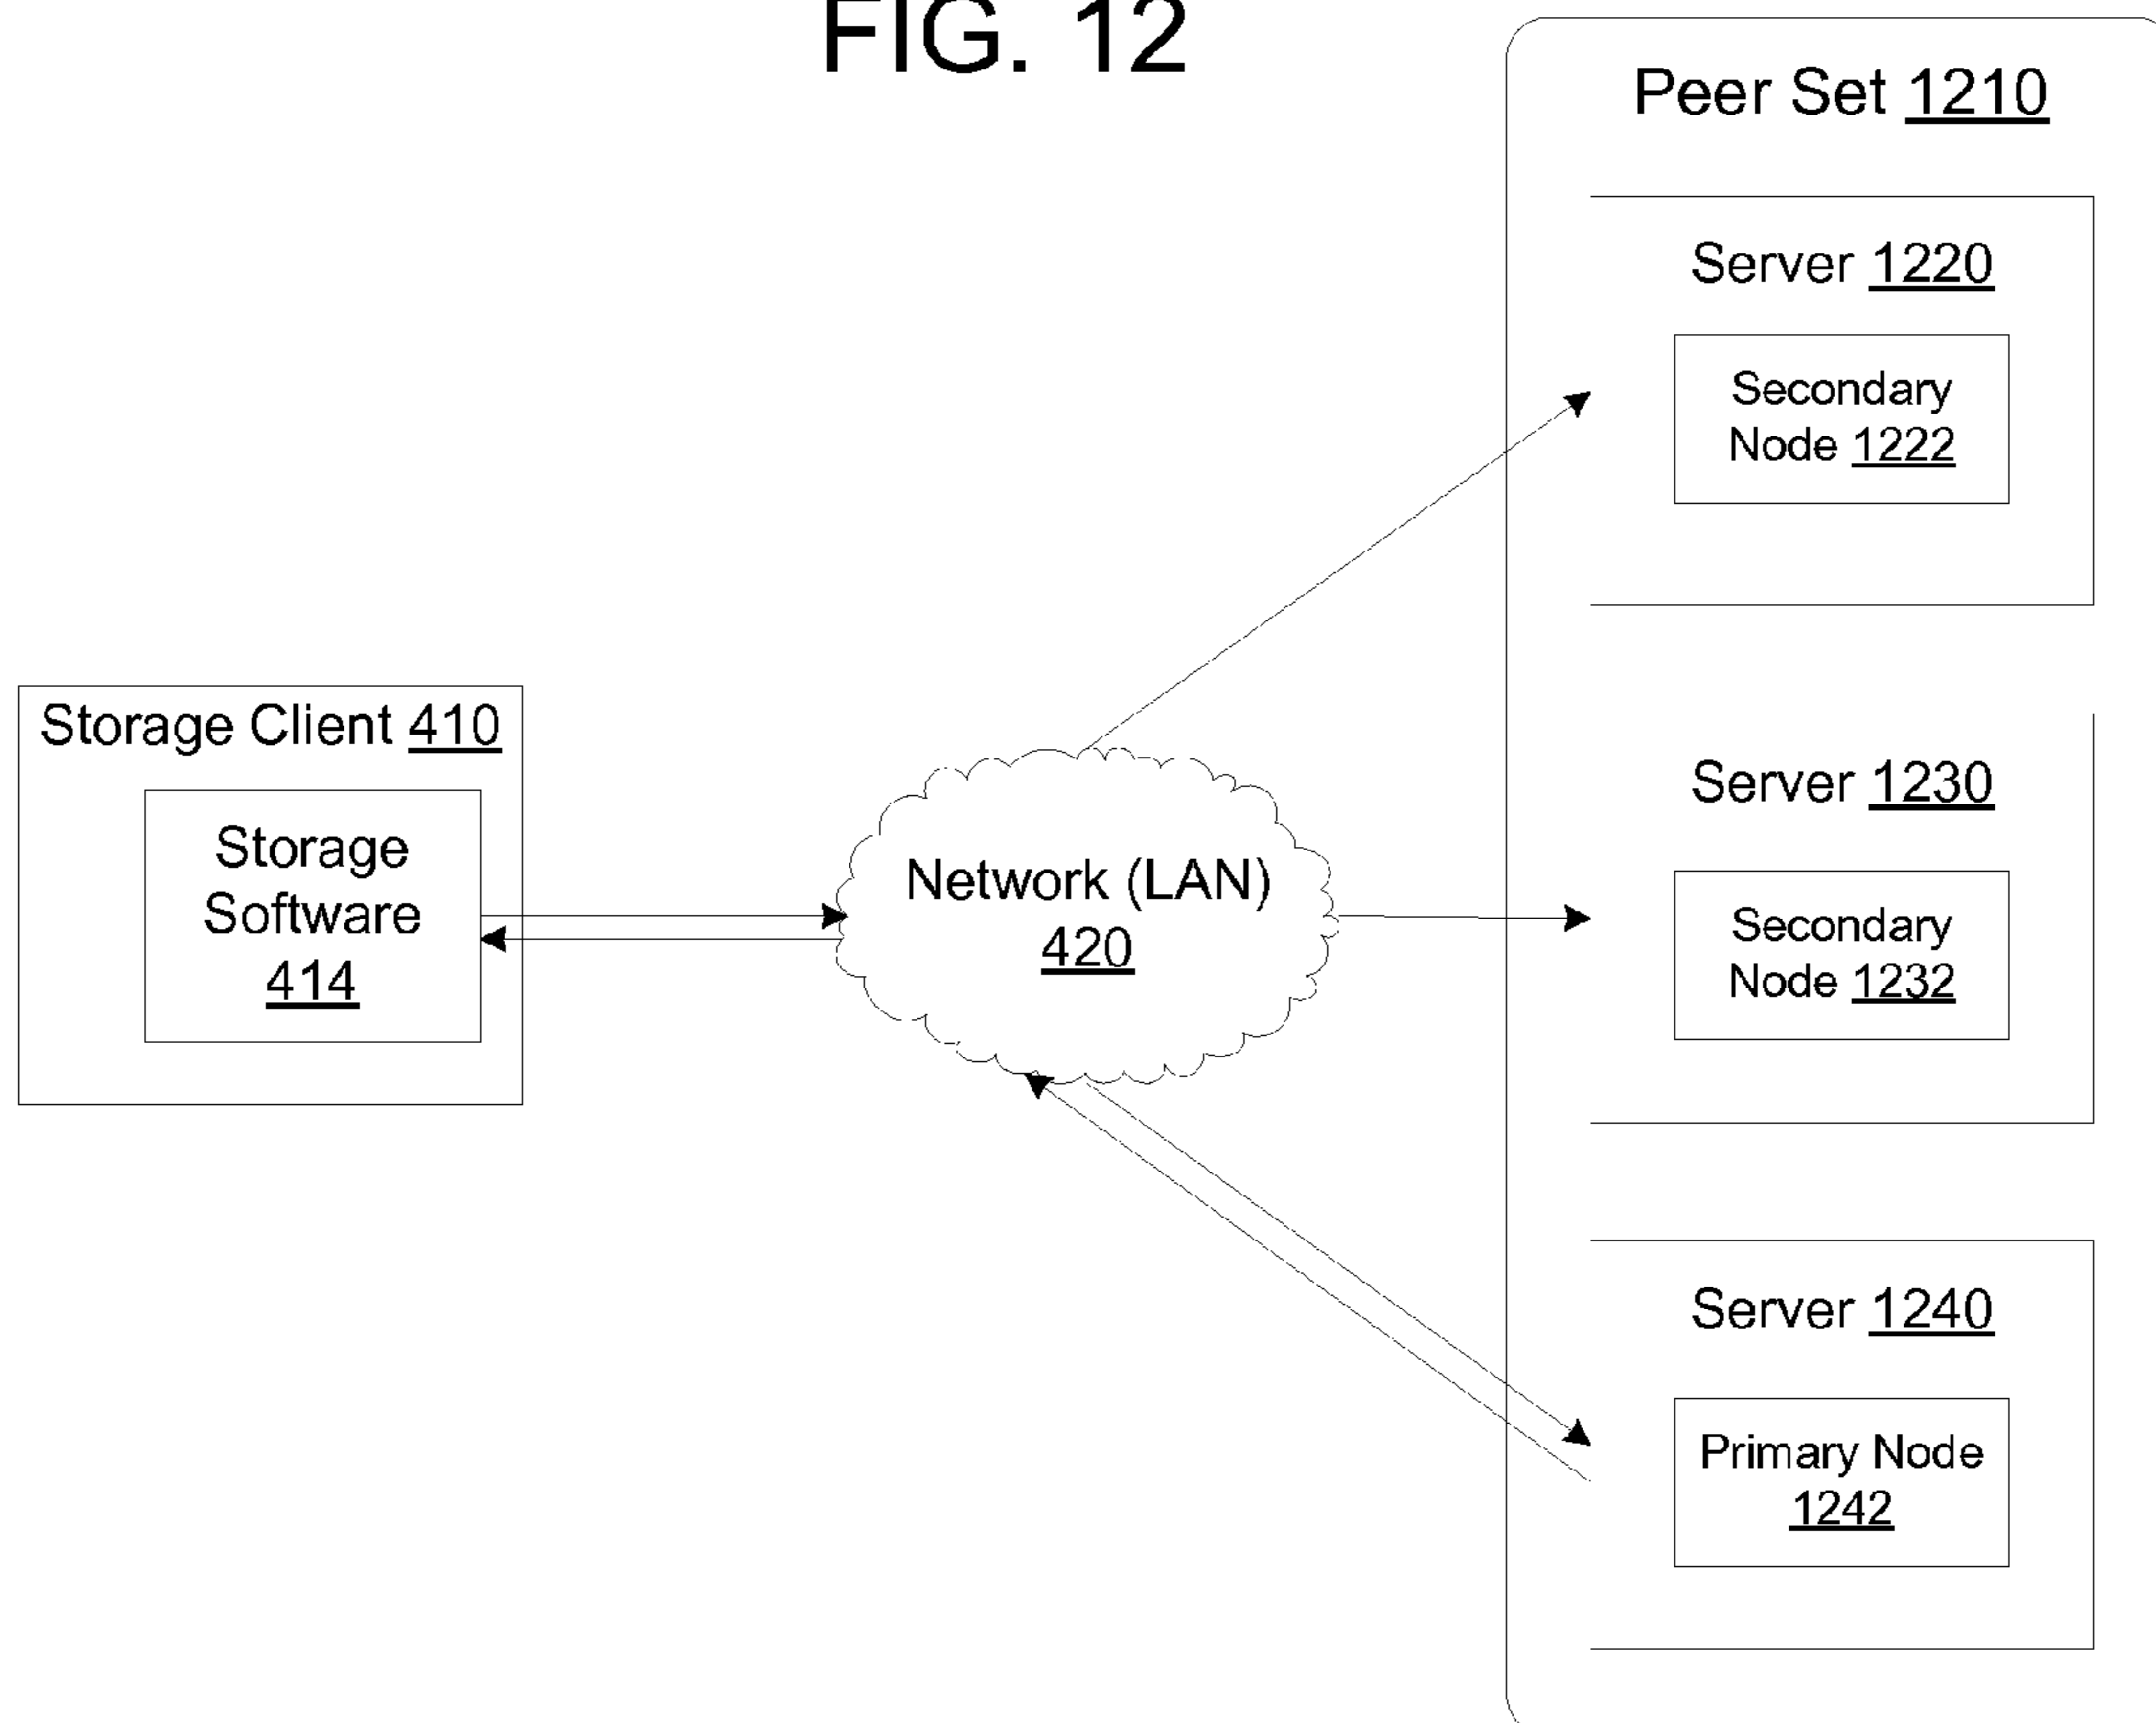 FIG. 12
Peer Set 1210
Server 1220
Secondary
Node 1222
Storage Client 410
Storage
Software
414
Network (LAN)
420
Server 1230
Secondary
Node 1232
Server 1240
Primary Node
1242